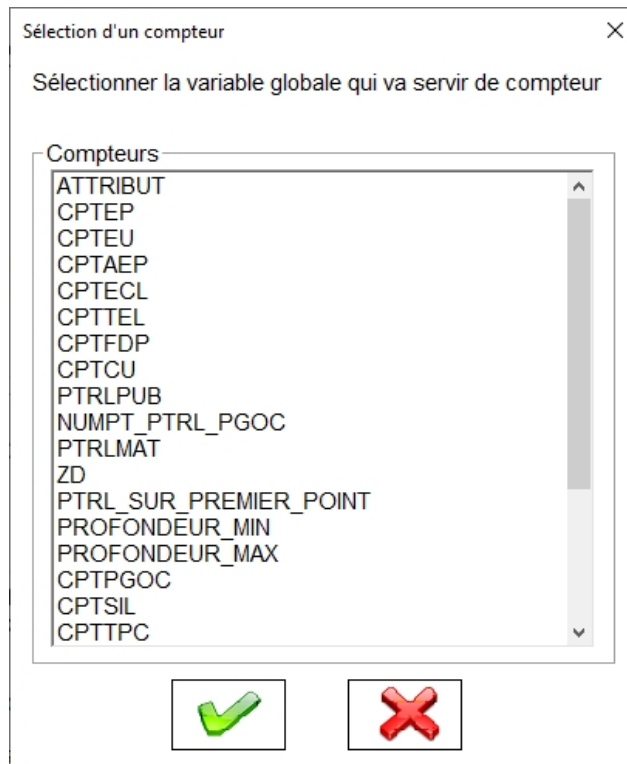 Sélection d'un compteur
Sélectionner la variable globale qui va servir de compteur
Compteurs
ATTRIBUT
CPTEP
CPTEU
CPTAEP
CPTECL
CPTTEL
CPTFDP
CPTCU
PTRLPUB
NUMPT_PTRL_PGOC
PTRLMAT
ZD
PTRL_SUR_PREMIER_POINT
PROFONDEUR_MIN
PROFONDEUR_MAX
CPTPGOC
CPTSIL
CPTTPC